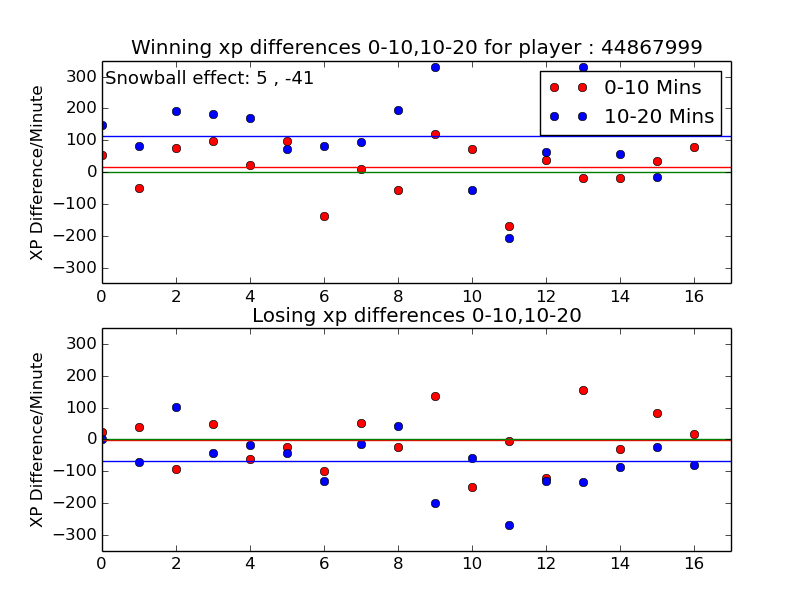 Winning xp differences 0-10,10-20 for player : 44867999
Snowball effect: 5 , -41
0-10 Mins
10-20 Mins
XP Difference/Minute
300
200
100
0
−100
−200
−300
0 2 4 6 8 10 12 14 16
Losing xp differences 0-10,10-20
XP Difference/Minute
300
200
100
0
−100
−200
−300
0 2 4 6 8 10 12 14 16